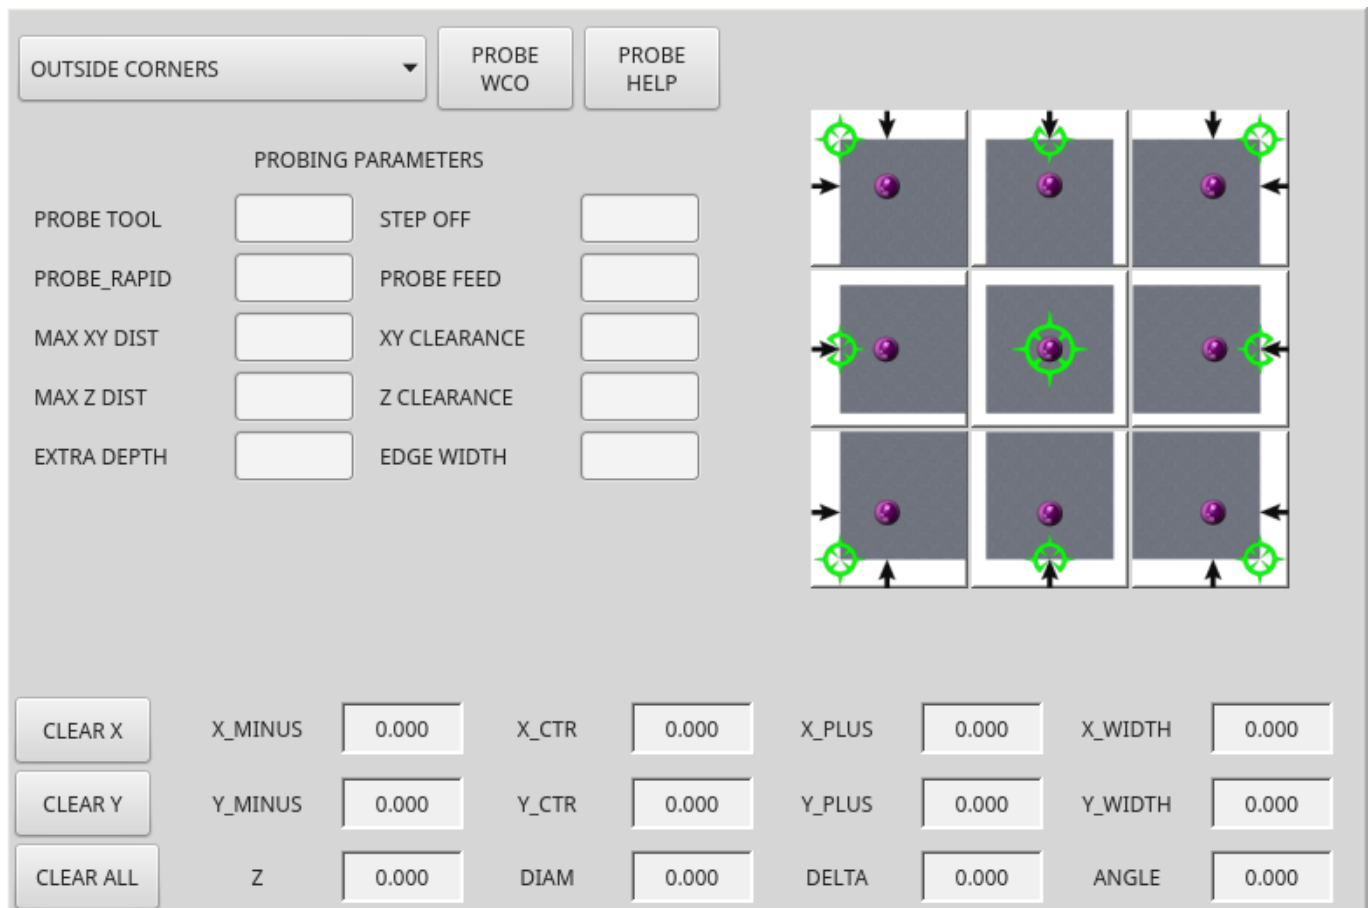 OUTSIDE CORNERS
PROBE
WCO
PROBE
HELP
PROBING PARAMETERS
PROBE TOOL STEP OFF
PROBE_RAPID PROBE FEED
MAX XY DIST XY CLEARANCE
MAX Z DIST Z CLEARANCE
EXTRA DEPTH EDGE WIDTH
CLEAR X X_MINUS 0.000 X_CTR 0.000 X_PLUS 0.000 X_WIDTH 0.000
CLEAR Y Y_MINUS 0.000 Y_CTR 0.000 Y_PLUS 0.000 Y_WIDTH 0.000
CLEAR ALL Z 0.000 DIAM 0.000 DELTA 0.000 ANGLE 0.000